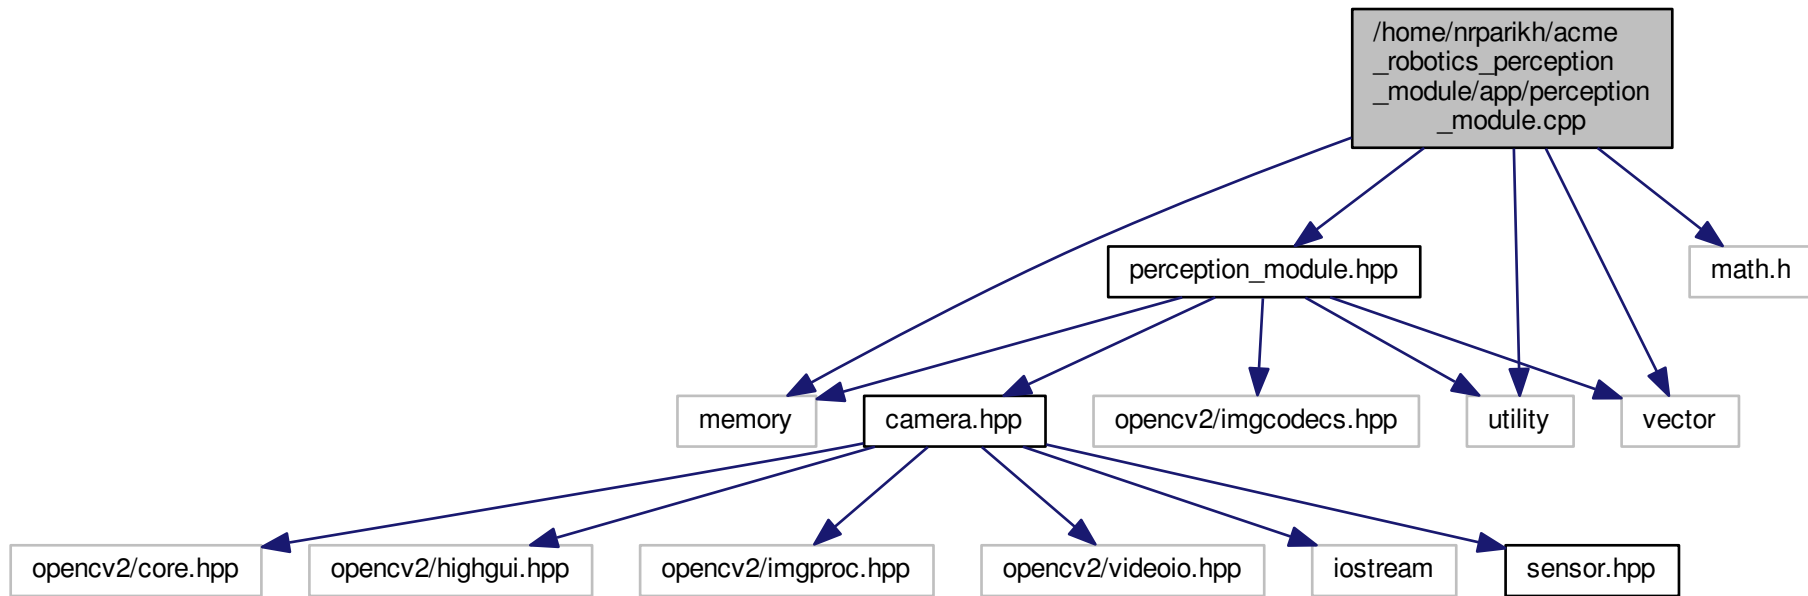 /home/nrparikh/acme
_robotics_perception
_module/app/perception
_module.cpp
perception_module.hpp
math.h
memory
camera.hpp
opencv2/imgcodecs.hpp
utility
vector
opencv2/core.hpp
opencv2/highgui.hpp
opencv2/imgproc.hpp
opencv2/videoio.hpp
iostream
sensor.hpp